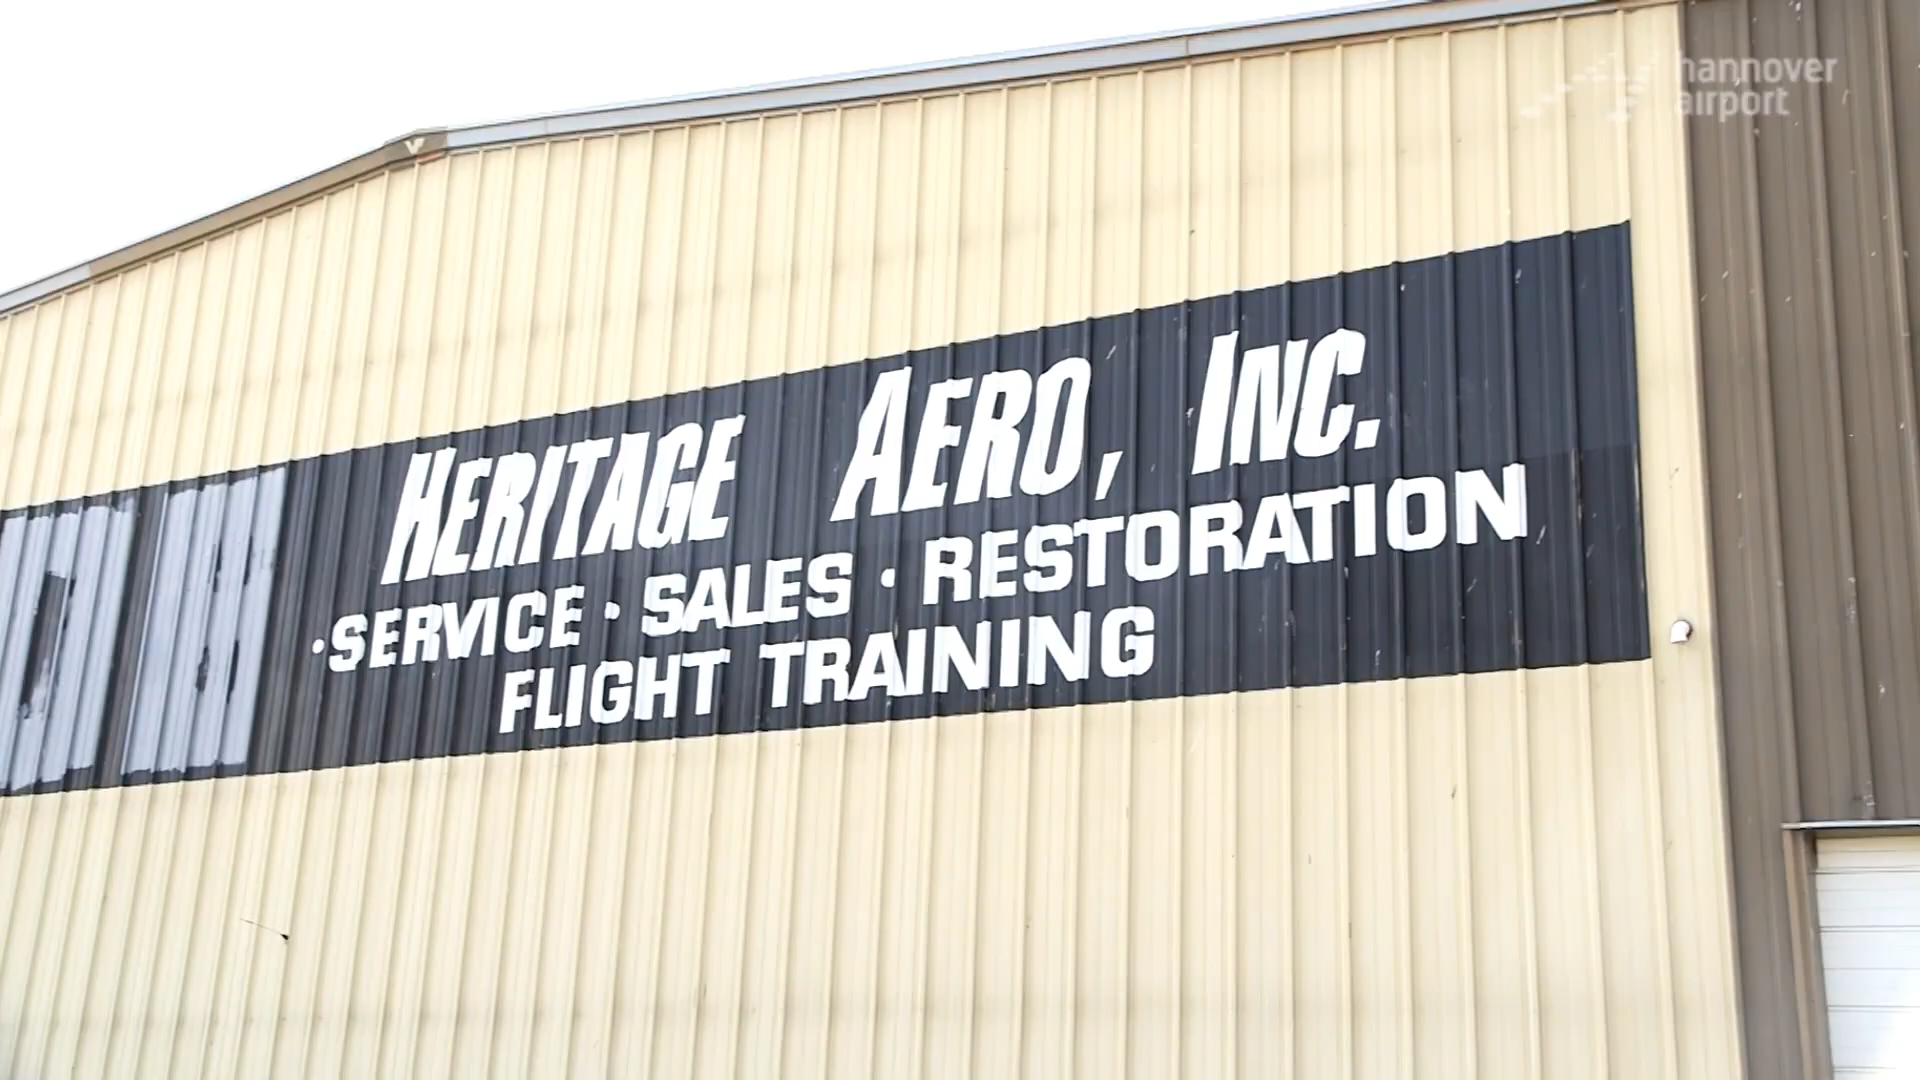 hannover
airport
HERITAGE AERO, INC.
·SERVICE·SALES·RESTORATION
FLIGHT TRAINING